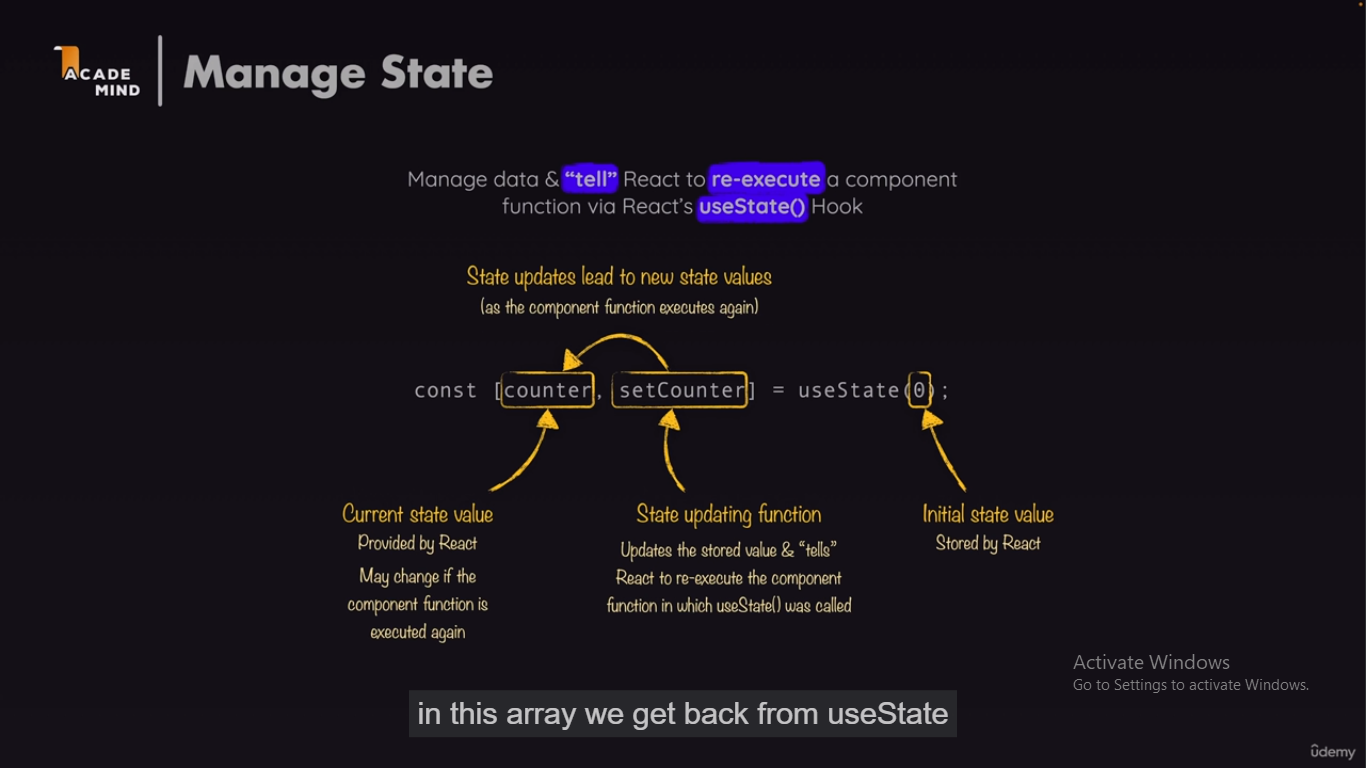 ACADE
MIND
Manage State
Manage data & “tell” React to re-execute a component
function via React’s useState() Hook
State updates lead to new state values
(as the component function executes again)
const [counter, setCounter] = useState(0);
Current state value
Provided by React
May change if the
component function is
executed again
State updating function
Updates the stored value & “tells”
React to re-execute the component
function in which useState() was called
Initial state value
Stored by React
Activate Windows
Go to Settings to activate Windows.
in this array we get back from useState
ûdemy